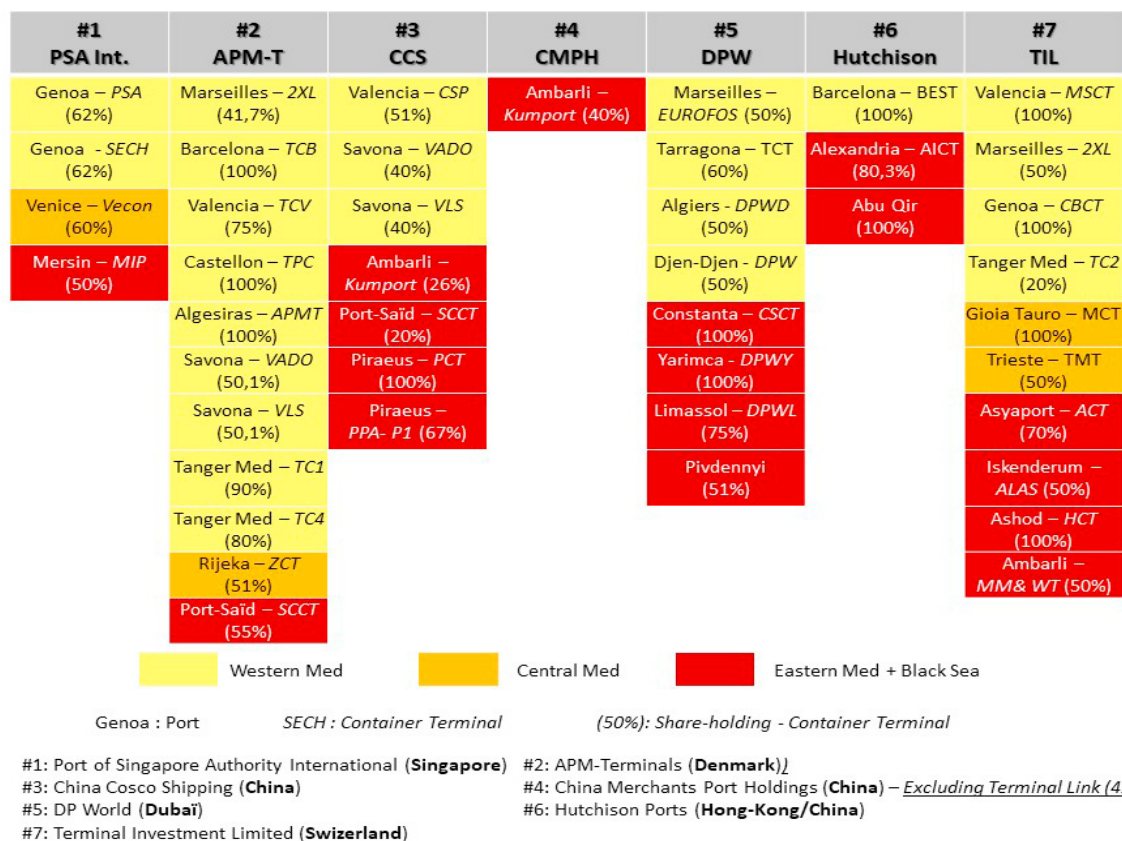 #1 PSA Int.
#2 APM-T
#3 CCS
#4 CMPH
#5 DPW
#6 Hutchison
#7 TIL
Genoa – PSA (62%)
Marseilles – 2XL (41,7%)
Valencia – CSP (51%)
Ambarli – Kumport (40%)
Marseilles – EUROFOS (50%)
Barcelona – BEST (100%)
Valencia – MSCT (100%)
Genoa - SECH (62%)
Barcelona – TCB (100%)
Savona – VADO (40%)
Tarragona – TCT (60%)
Alexandria – AICT (80,3%)
Marseilles – 2XL (50%)
Venice – Vecon (60%)
Valencia – TCV (75%)
Savona – VLS (40%)
Algiers - DPWD (50%)
Abu Qir (100%)
Genoa – CBCT (100%)
Mersin – MIP (50%)
Castellon – TPC (100%)
Ambarli – Kumport (26%)
Djen-Djen - DPW (50%)
Tanger Med – TC2 (20%)
Algesiras – APMT (100%)
Port-Saïd – SCCT (20%)
Constanta – CSCT (100%)
Gioia Tauro – MCT (100%)
Savona – VADO (50,1%)
Piraeus – PCT (100%)
Yarimca - DPWY (100%)
Trieste – TMT (50%)
Savona – VLS (50,1%)
Piraeus – PPA- P1 (67%)
Limassol – DPWL (75%)
Asyaport – ACT (70%)
Tanger Med – TC1 (90%)
Pivdennyi (51%)
Iskenderum – ALAS (50%)
Tanger Med – TC4 (80%)
Ashod – HCT (100%)
Rijeka – ZCT (51%)
Ambarli – MM& WT (50%)
Port-Saïd – SCCT (55%)
Western Med
Central Med
Eastern Med + Black Sea
Genoa : Port
SECH : Container Terminal
(50%): Share-holding - Container Terminal
#1: Port of Singapore Authority International (Singapore)
#2: APM-Terminals (Denmark))
#3: China Cosco Shipping (China)
#4: China Merchants Port Holdings (China) – Excluding Terminal Link (4
#5: DP World (Dubaï)
#6: Hutchison Ports (Hong-Kong/China)
#7: Terminal Investment Limited (Swizerland)